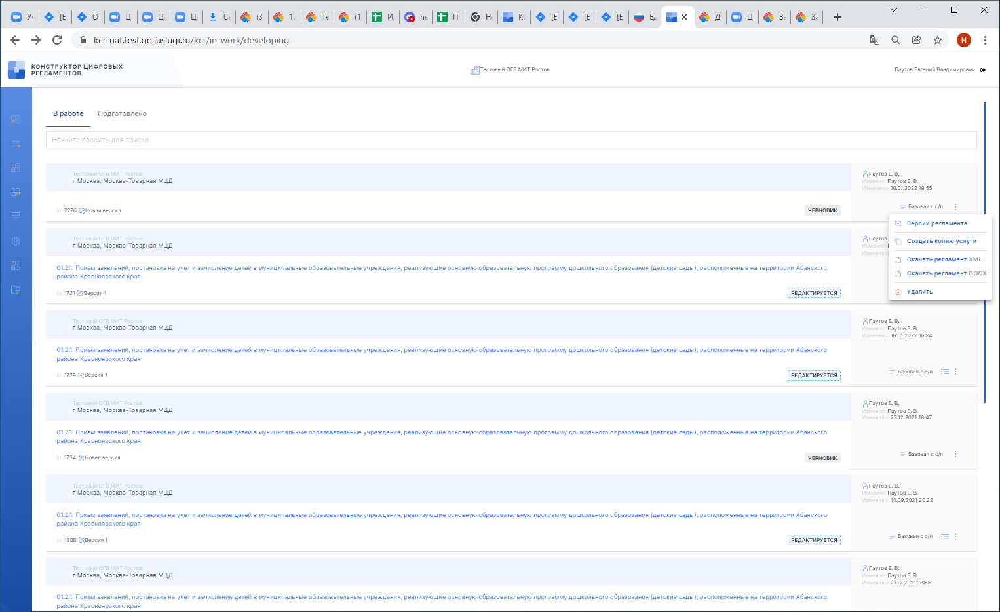 kcr-uat.test.gosuslugi.ru/kcr/in-work/developing
Н
КОНСТРУКТОР ЦИФРОВЫХ
РЕГЛАМЕНТОВ
Тестовый ОГВ МИТ Ростов
Паутов Евгений Владимирович
В работе
Подготовлено
Начните вводить для поиска
Тестовый ОГВ МИТ Ростов
г Москва, Москва-Товарная МЦД
id: 2276 Новая версия
ЧЕРНОВИК
Паутов Е. В.
Изменил: Паутов Е. В.
Изменено: 10.01.2022 19:55
Базовая с с/п
Версии регламента
Создать копию услуги
Скачать регламент XML
Скачать регламент DOCX
Удалить
Тестовый ОГВ МИТ Ростов
г Москва, Москва-Товарная МЦД
01.2.1. Прием заявлений, постановка на учет и зачисление детей в муниципальные образовательные учреждения, реализующие основную образовательную программу дошкольного образования (детские сады), расположенные на территории Абанского
района Красноярского края
id: 1721 Версия 1
РЕДАКТИРУЕТСЯ
Паутов
Изменил:
Изменено:
Тестовый ОГВ МИТ Ростов
г Москва, Москва-Товарная МЦД
01.2.1. Прием заявлений, постановка на учет и зачисление детей в муниципальные образовательные учреждения, реализующие основную образовательную программу дошкольного образования (детские сады), расположенные на территории Абанского
района Красноярского края
id: 1729 Версия 1
РЕДАКТИРУЕТСЯ
Паутов Е. В.
Изменил: Паутов Е. В.
Изменено: 18.01.2022 16:24
Базовая с с/п
Тестовый ОГВ МИТ Ростов
г Москва, Москва-Товарная МЦД
01.2.1. Прием заявлений, постановка на учет и зачисление детей в муниципальные образовательные учреждения, реализующие основную образовательную программу дошкольного образования (детские сады), расположенные на территории Абанского
района Красноярского края
id: 1734 Новая версия
ЧЕРНОВИК
Паутов Е. В.
Изменил: Паутов Е. В.
Изменено: 23.12.2021 18:47
Базовая с с/п
Тестовый ОГВ МИТ Ростов
г Москва, Москва-Товарная МЦД
01.2.1. Прием заявлений, постановка на учет и зачисление детей в муниципальные образовательные учреждения, реализующие основную образовательную программу дошкольного образования (детские сады), расположенные на территории Абанского
района Красноярского края
id: 1808 Версия 1
РЕДАКТИРУЕТСЯ
Паутов Е. В.
Изменил: Паутов Е. В.
Изменено: 14.09.2021 20:22
Базовая с с/п
Тестовый ОГВ МИТ Ростов
г Москва, Москва-Товарная МЦД
01.2.1. Прием заявлений, постановка на учет и зачисление детей в муниципальные образовательные учреждения, реализующие основную образовательную программу дошкольного образования (детские сады), расположенные на территории Абанского
района Красноярского края
Паутов Е. В.
Изменил: Паутов Е. В.
Изменено: 21.12.2021 18:56